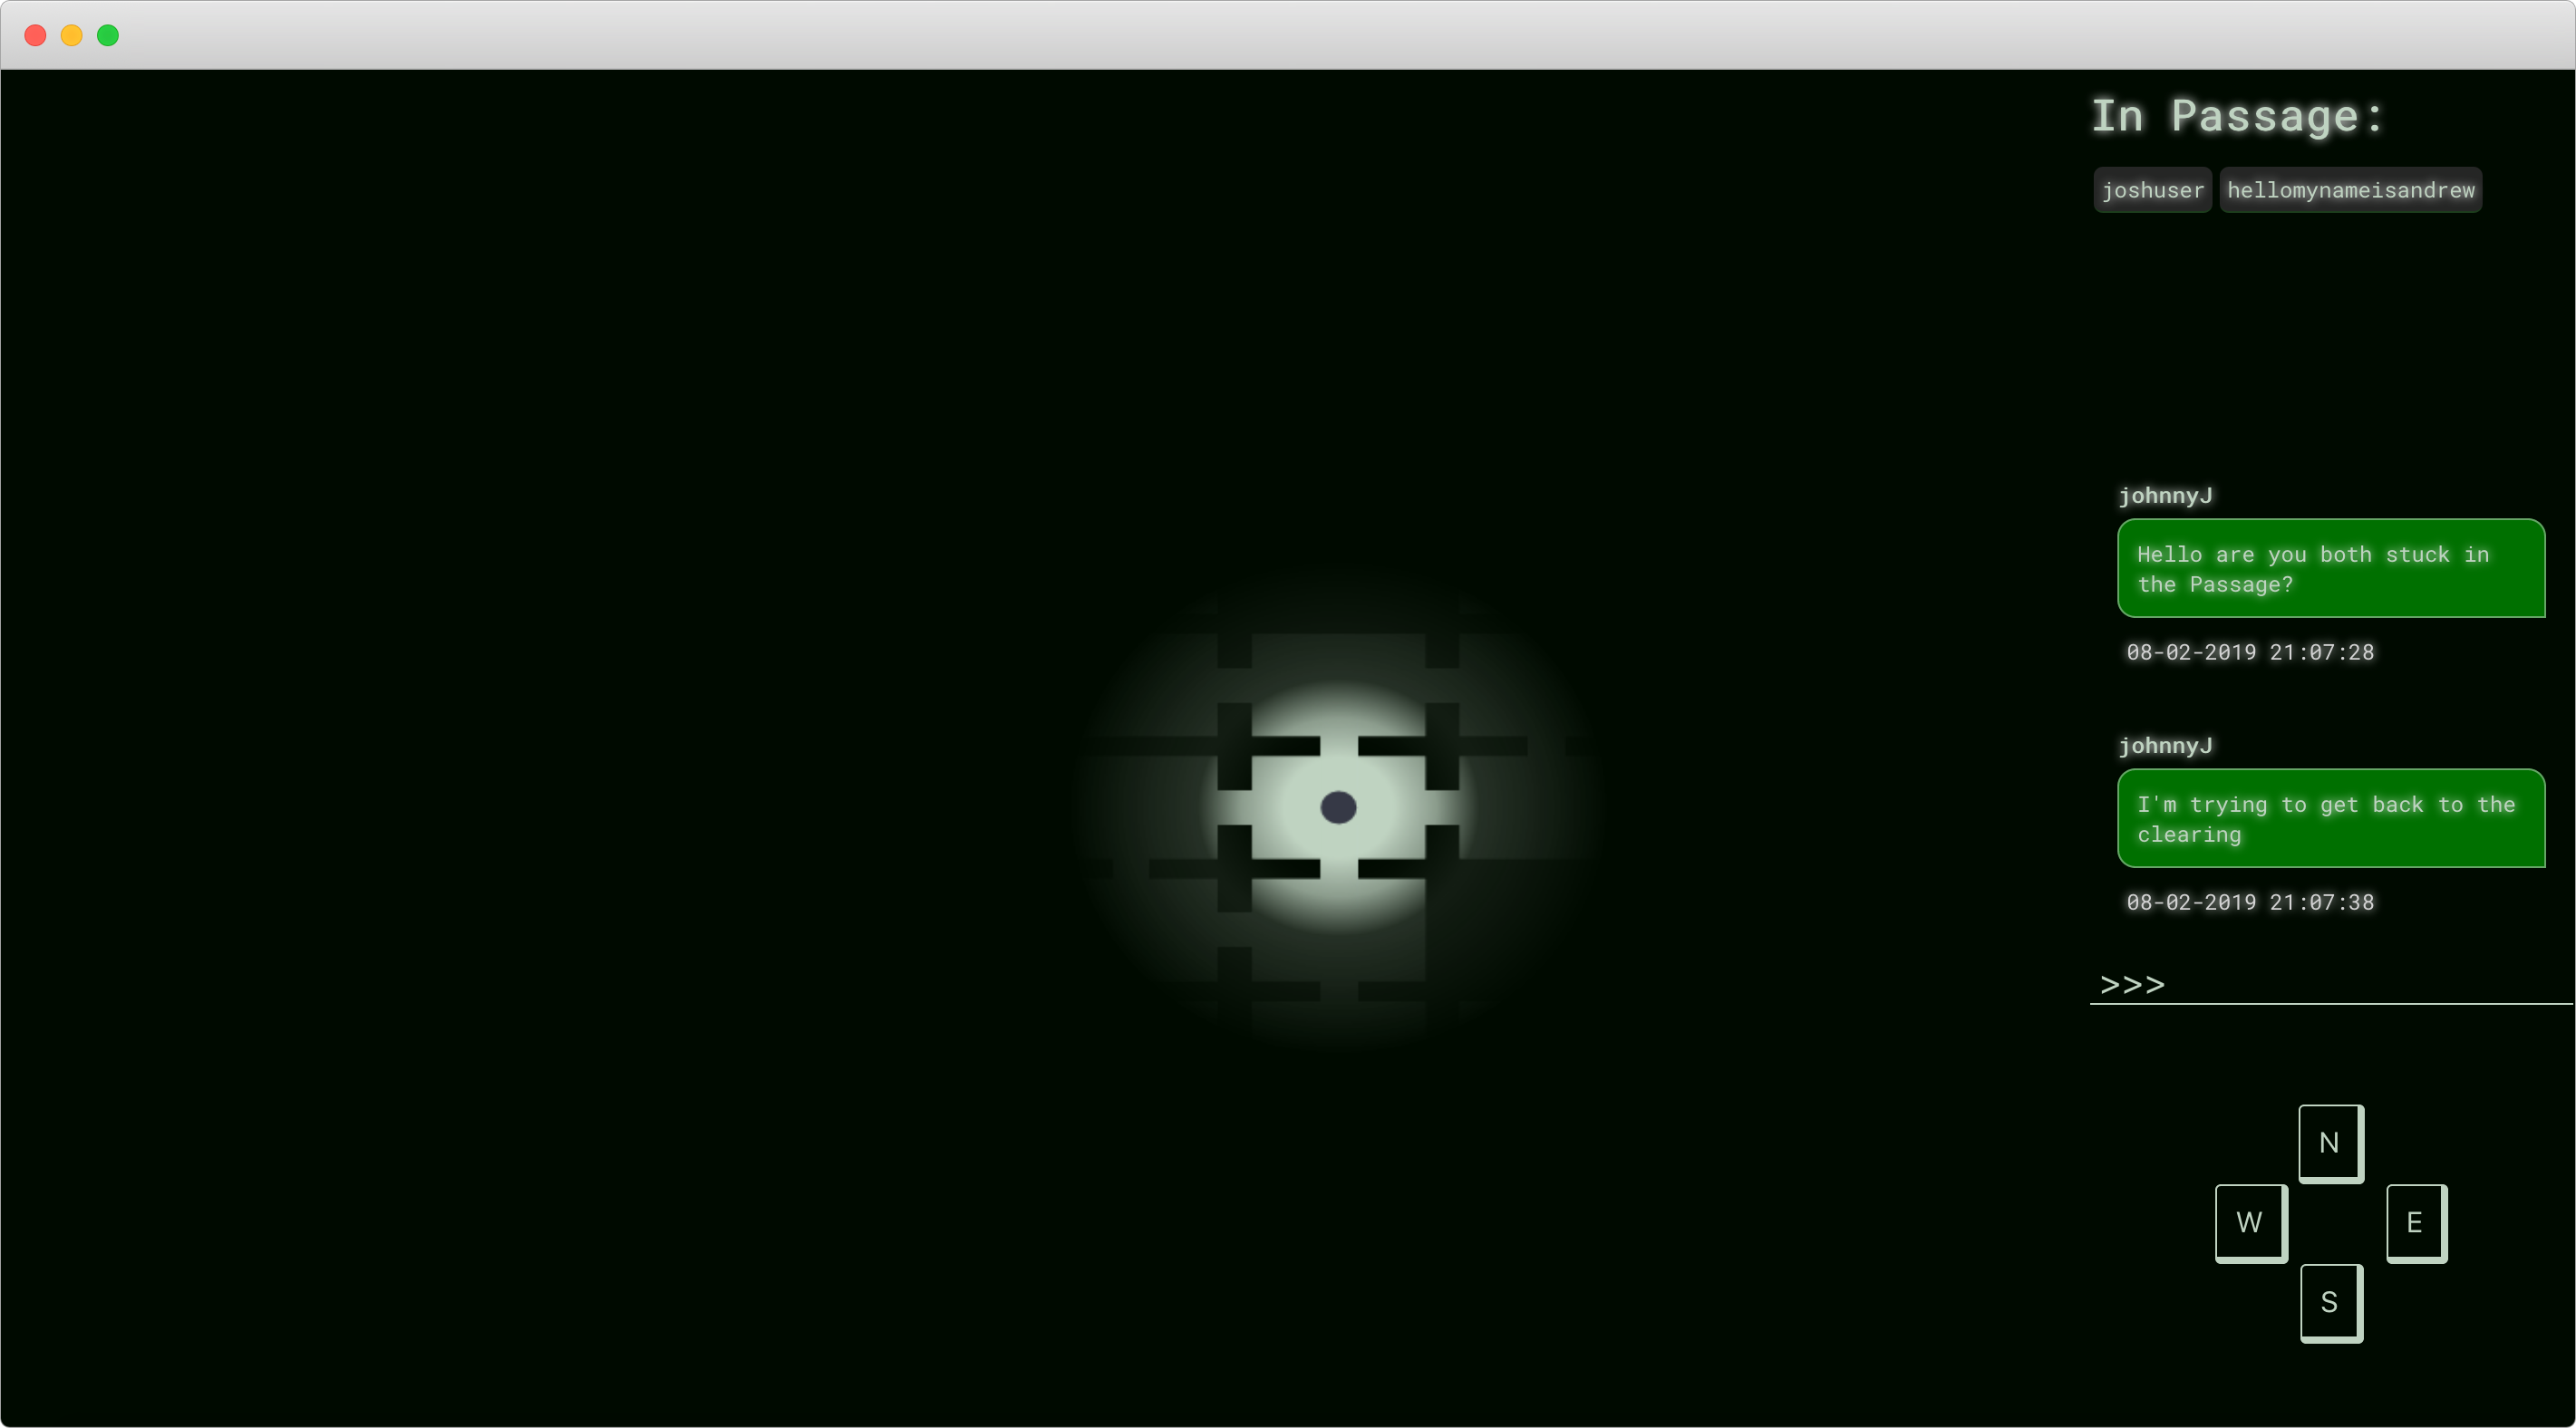 In Passage:
joshuser hellomynameisandrew
johnnyJ
Hello are you both stuck in
the Passage?
08-02-2019 21:07:28
johnnyJ
I'm trying to get back to the
clearing
08-02-2019 21:07:38
>>>
N
W E
S